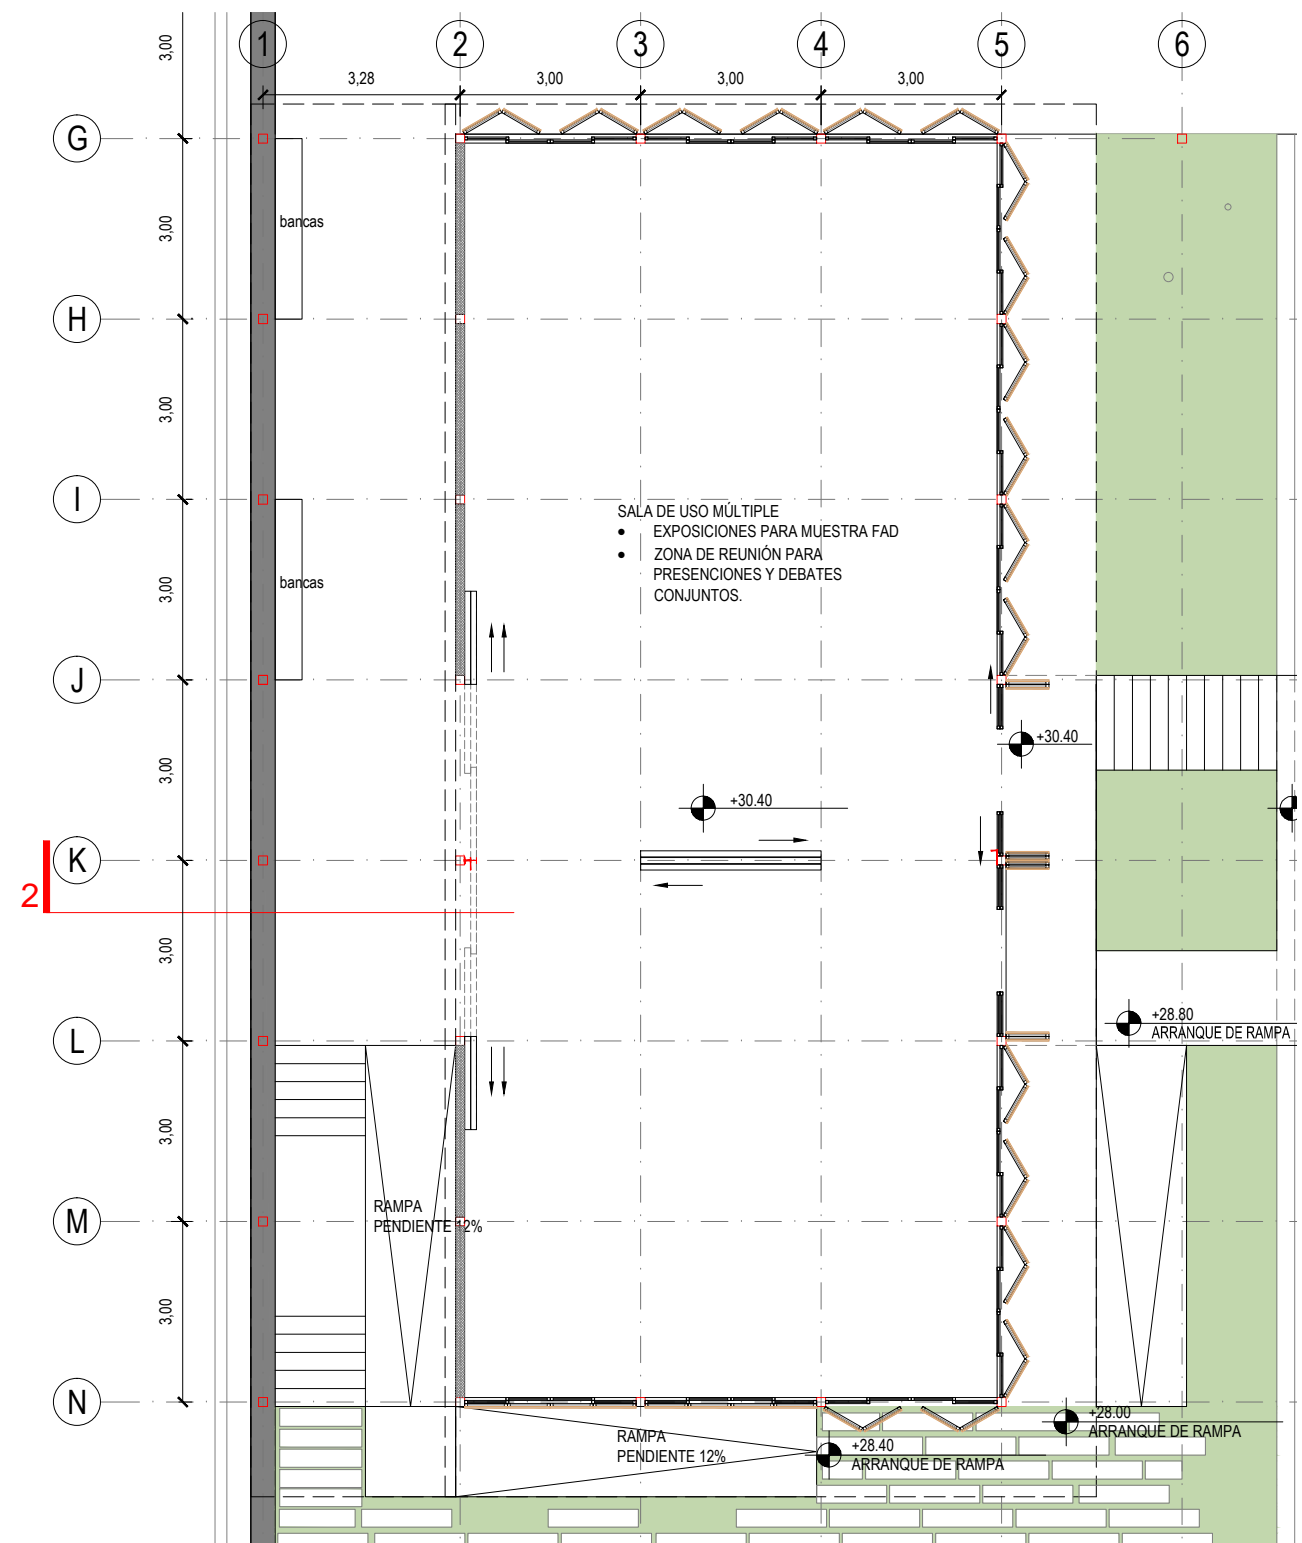 1 2 3 4 5 6
3,00
3,28 3,00 3,00 3,00
G
3,00
bancas
H
3,00
I
SALA DE USO MÚLTIPLE
• EXPOSICIONES PARA MUESTRA FAD
• ZONA DE REUNIÓN PARA
PRESENCIONES Y DEBATES
CONJUNTOS.
3,00
bancas
J
+30.40
3,00
+30.40
K
2
3,00
+28.80
ARRANQUE DE RAMPA
L
3,00
RAMPA
PENDIENTE 12%
M
3,00
N
+28.00
ARRANQUE DE RAMPA
RAMPA
PENDIENTE 12%
+28.40
ARRANQUE DE RAMPA